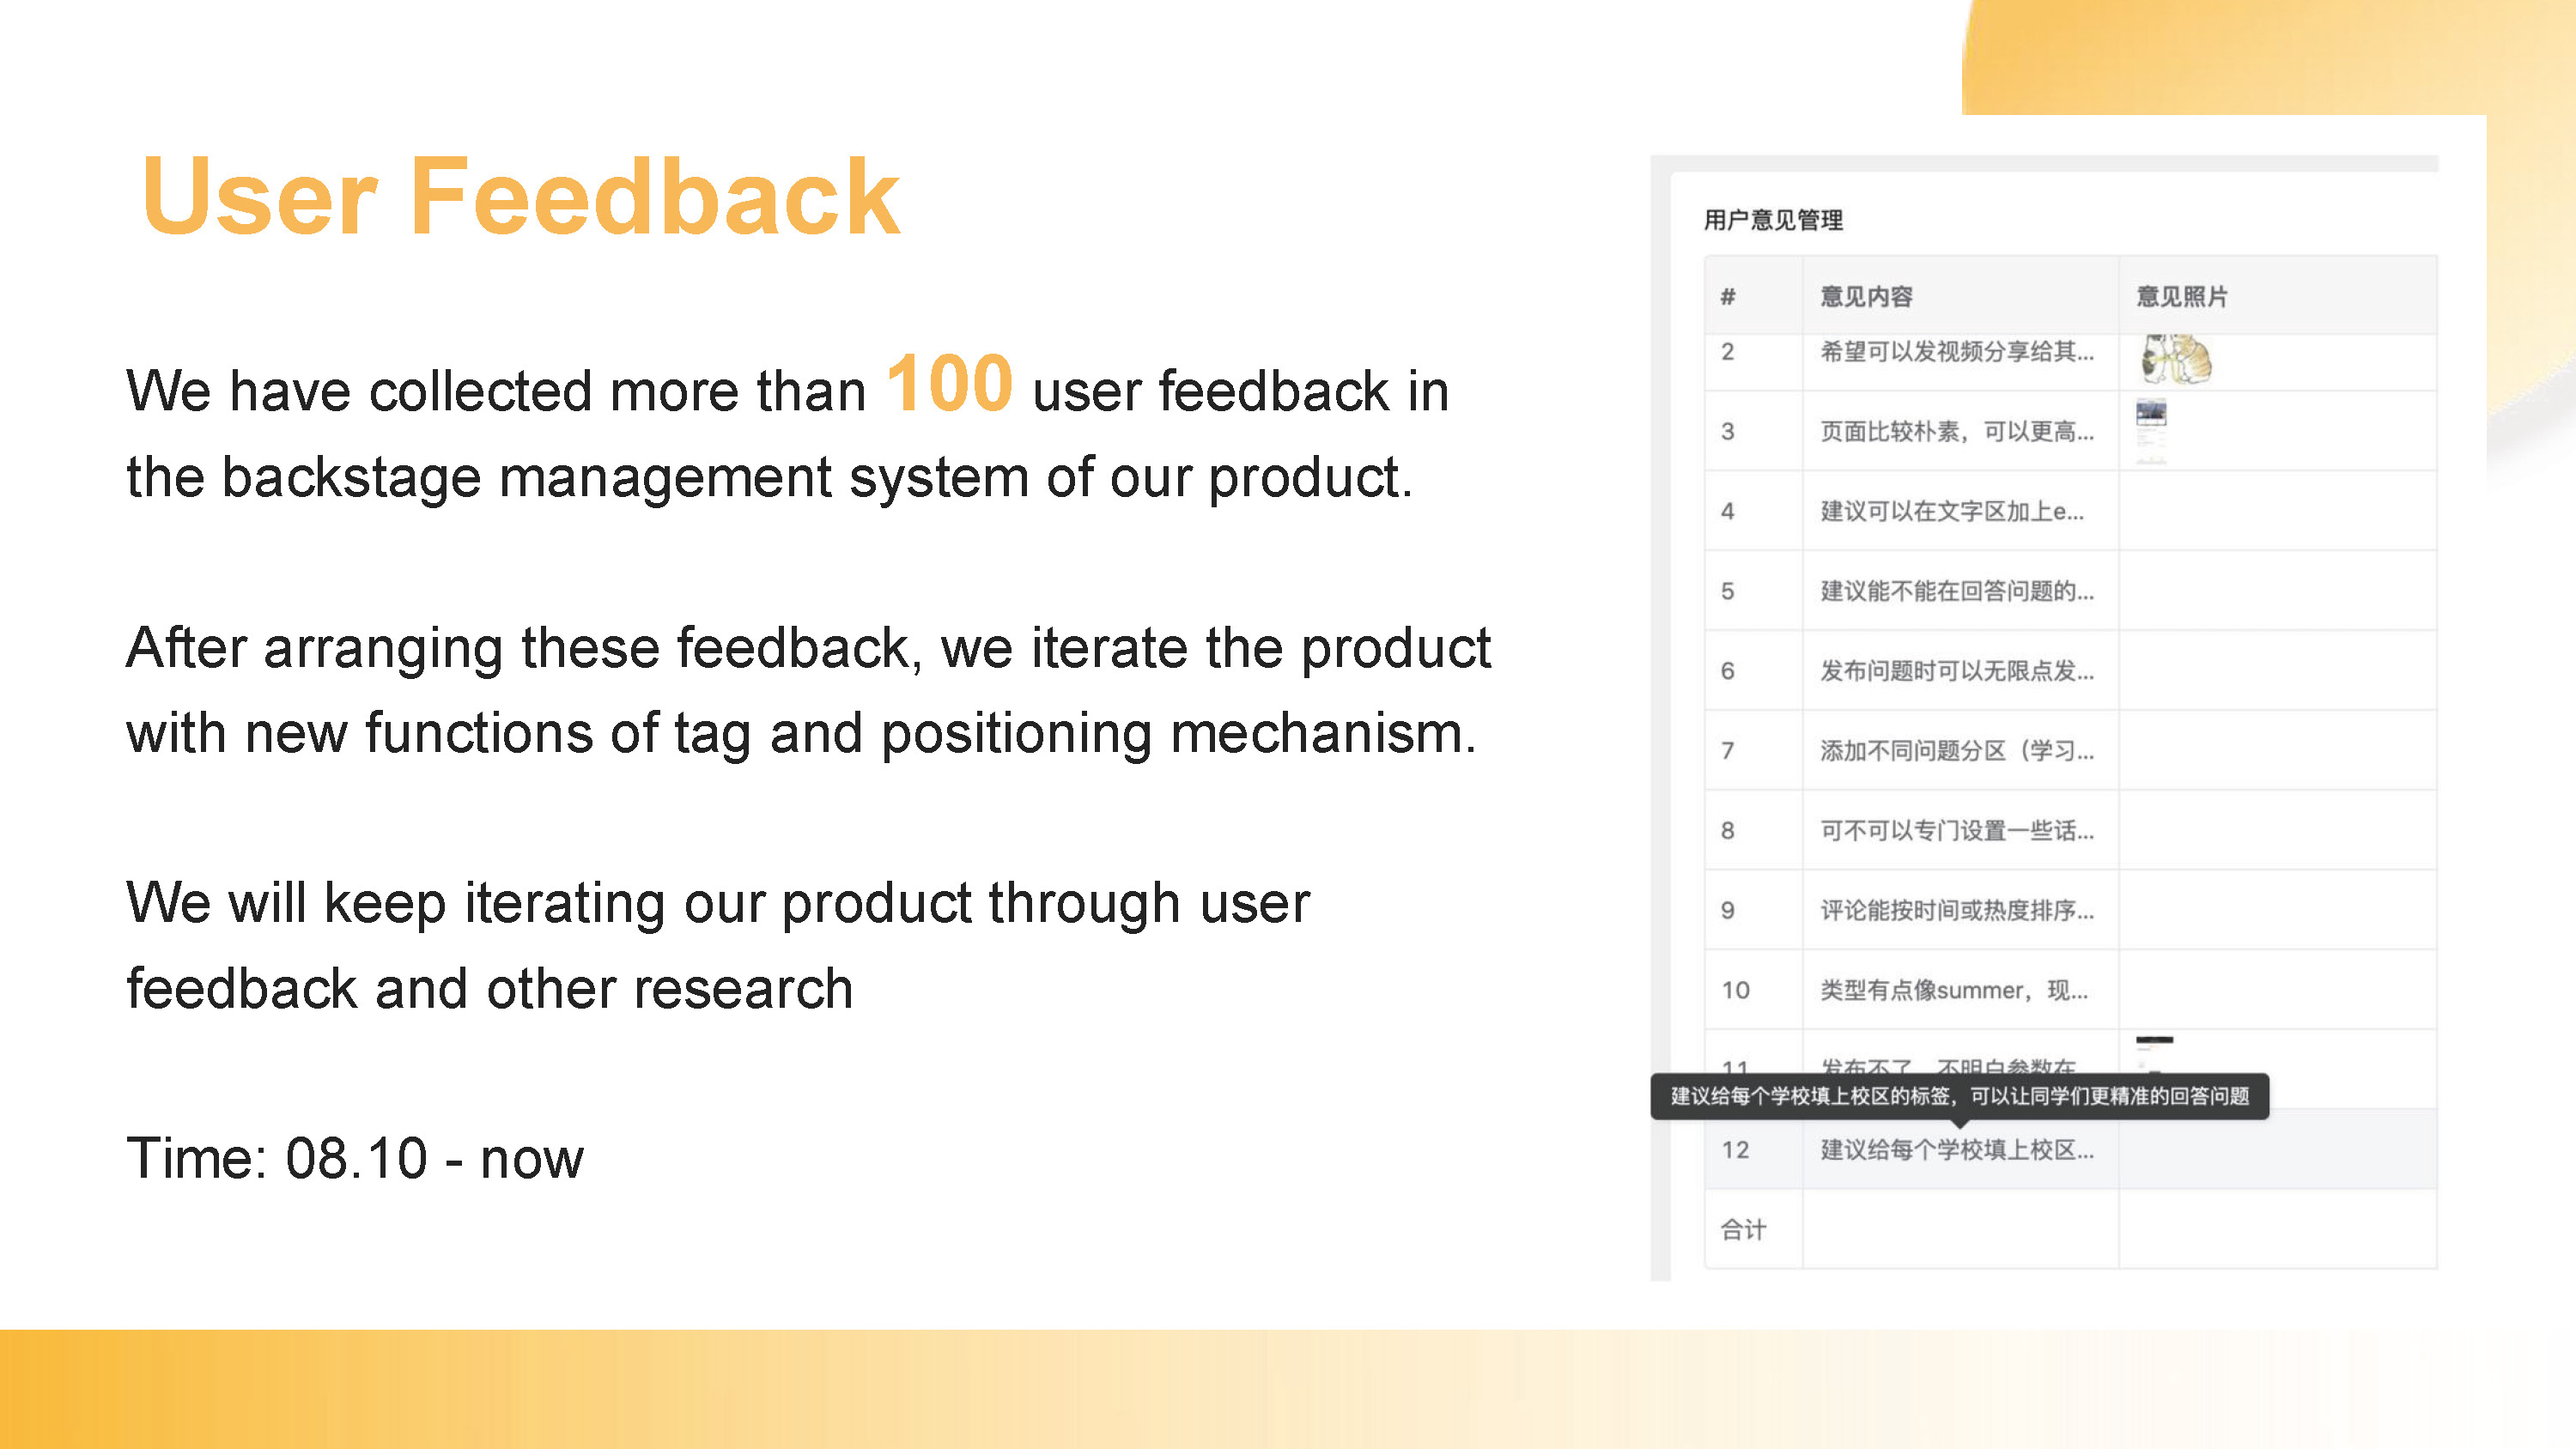 User Feedback
We have collected more than 100 user feedback in
the backstage management system of our product.
After arranging these feedback, we iterate the product
with new functions of tag and positioning mechanism.
We will keep iterating our product through user
feedback and other research
Time: 08.10 - now
用户意见管理
# 意见内容 意见照片
2 希望可以发视频分享给其...
3 页面比较朴素，可以更高...
4 建议可以在文字区加上e...
5 建议能不能在回答问题的...
6 发布问题时可以无限点发...
7 添加不同问题分区（学习...
8 可不可以专门设置一些话...
9 评论能按时间或热度排序...
10 类型有点像summer，现...
11 发布不了，不明白参数在
建议给每个学校填上校区的标签，可以让同学们更精准的回答问题
12 建议给每个学校填上校区...
合计